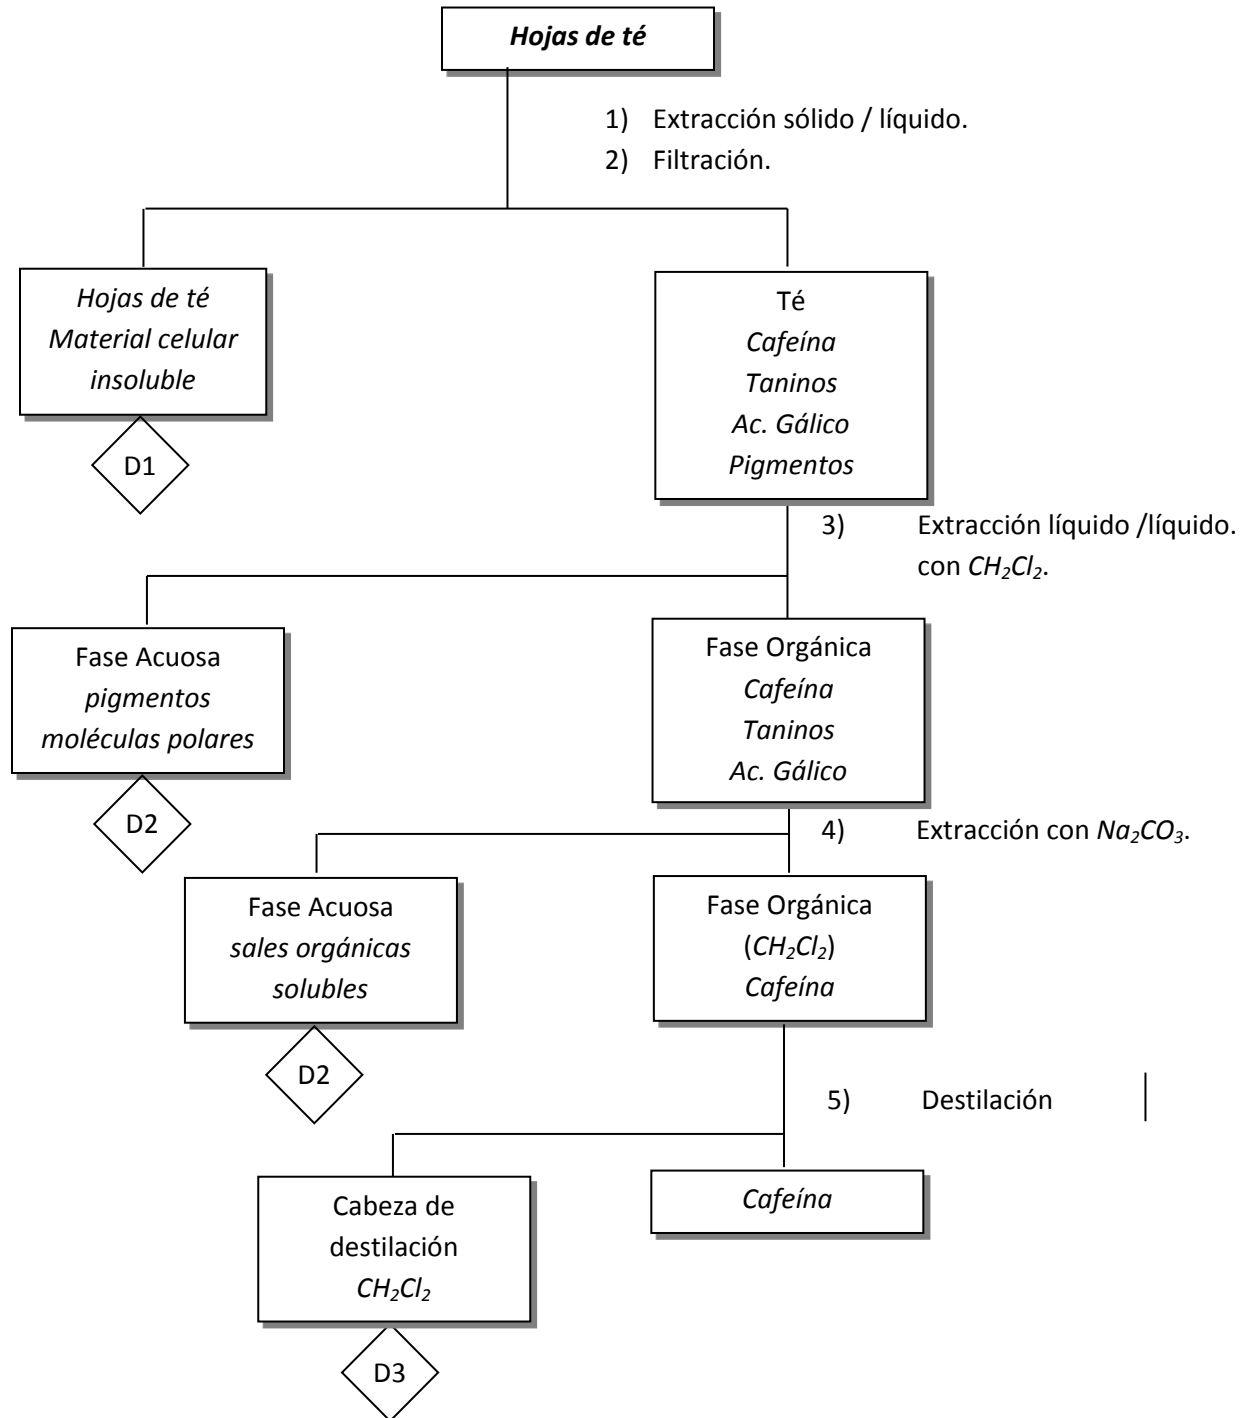 Hojas de té
1) Extracción sólido / líquido.
2) Filtración.
Hojas de té
Material celular
insoluble
D1
Té
Cafeína
Taninos
Ac. Gálico
Pigmentos
3) Extracción líquido /líquido.
con CH₂Cl₂.
Fase Acuosa
pigmentos
moléculas polares
D2
Fase Orgánica
Cafeína
Taninos
Ac. Gálico
4) Extracción con Na₂CO₃.
Fase Acuosa
sales orgánicas
solubles
D2
Fase Orgánica
(CH₂Cl₂)
Cafeína
5) Destilación
Cabeza de
destilación
CH₂Cl₂
D3
Cafeína